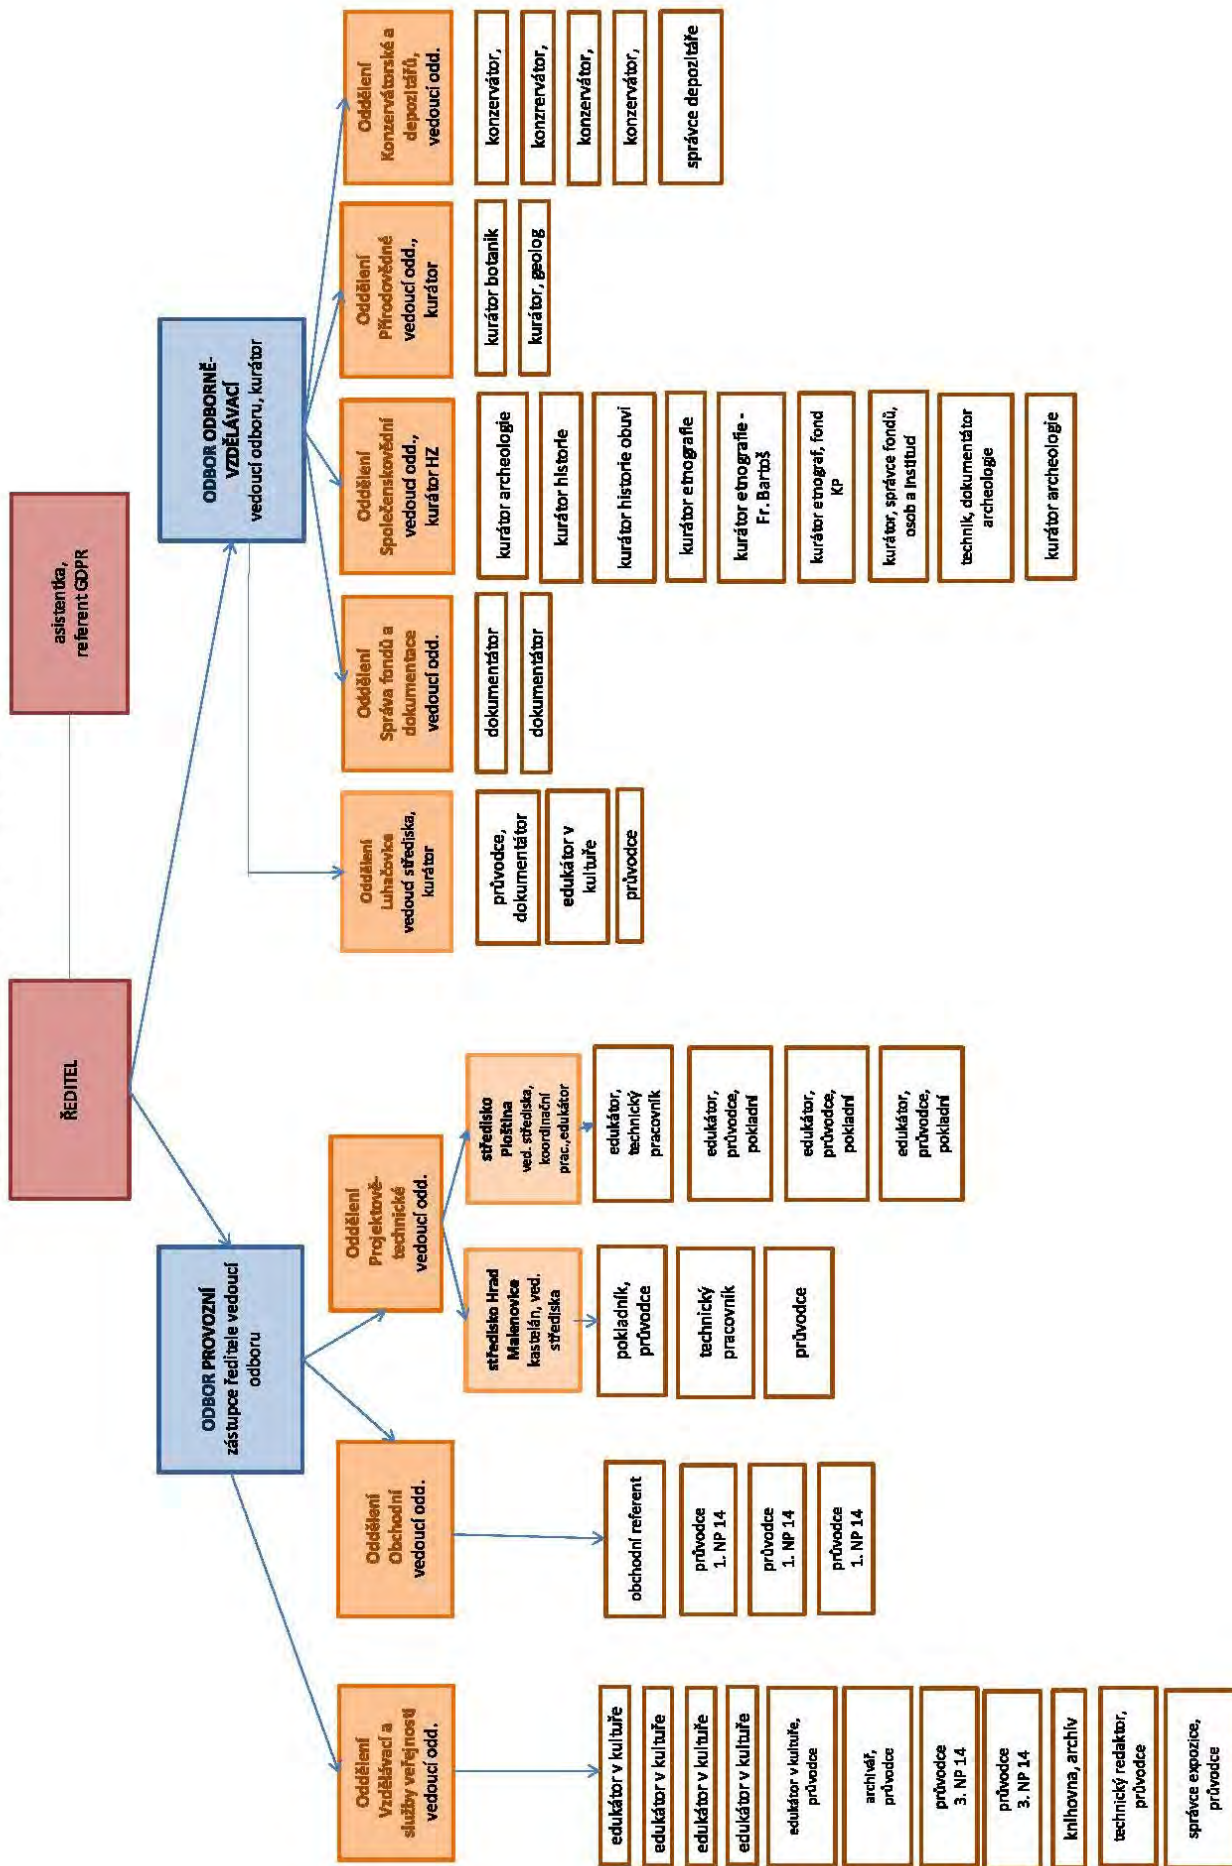 ŘEDITEL
asistentka,
referent GDPR
ODBOR PROVOZNÍ
zástupce ředitele vedoucí
odboru
ODBOR ODBORNĚ-
VZDĚLÁVACÍ
vedoucí odboru, kurátor
Oddělení
Vzdělávací a
služby veřejnosti
vedoucí odd.
edukátor v kultuře
edukátor v kultuře
edukátor v kultuře
edukátor v kultuře
edukátor v kultuře,
průvodce
archivář,
průvodce
průvodce
3. NP 14
průvodce
3. NP 14
knihovna, archiv
technický redaktor,
průvodce
správce expozice,
průvodce
Oddělení
Obchodní
vedoucí odd.
obchodní referent
průvodce
1. NP 14
průvodce
1. NP 14
průvodce
1. NP 14
Oddělení
Projektově-
technické
vedoucí odd.
středisko Hrad
Malenovice
kastelán, ved.
střediska
pokladník,
průvodce
technický
pracovník
průvodce
středisko
Ploština
ved. střediska,
koordinační
prac.,edukátor
edukátor,
technický
pracovník
edukátor,
průvodce,
pokladní
edukátor,
průvodce,
pokladní
edukátor,
průvodce,
pokladní
Oddělení
Luhačovice
vedoucí střediska,
kurátor
průvodce,
dokumentátor
edukátor v
kultuře
průvodce
Oddělení
Správa fondů a
dokumentace
vedoucí odd.
dokumentátor
dokumentátor
Oddělení
Společenskovědní
vedoucí odd.,
kurátor HZ
kurátor archeologie
kurátor historie
kurátor historie obuvi
kurátor etnografie
kurátor etnografie -
Fr. Bartoš
kurátor etnograf, fond
KP
kurátor, správce fondů,
osob a institucí
technik, dokumentátor
archeologie
kurátor archeologie
Oddělení
Přírodovědné
vedoucí odd.,
kurátor
kurátor botanik
kurátor, geolog
Oddělení
Konzervátorské a
depozitářů,
vedoucí odd.
konzervátor,
konzrervátor,
konzervátor,
konzervátor,
správce depozitáře